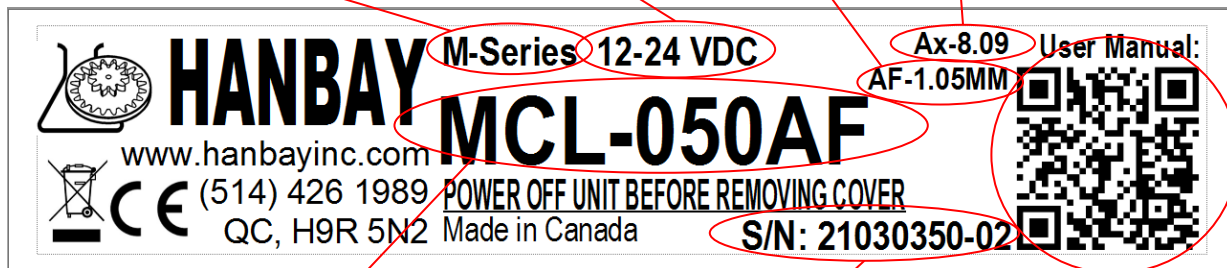 HANBAY
www.hanbayinc.com
(514) 426 1989
QC, H9R 5N2
M-Series 12-24 VDC
MCL-050AF
POWER OFF UNIT BEFORE REMOVING COVER
Made in Canada
S/N: 21030350-02
Ax-8.09
AF-1.05MM
User Manual: